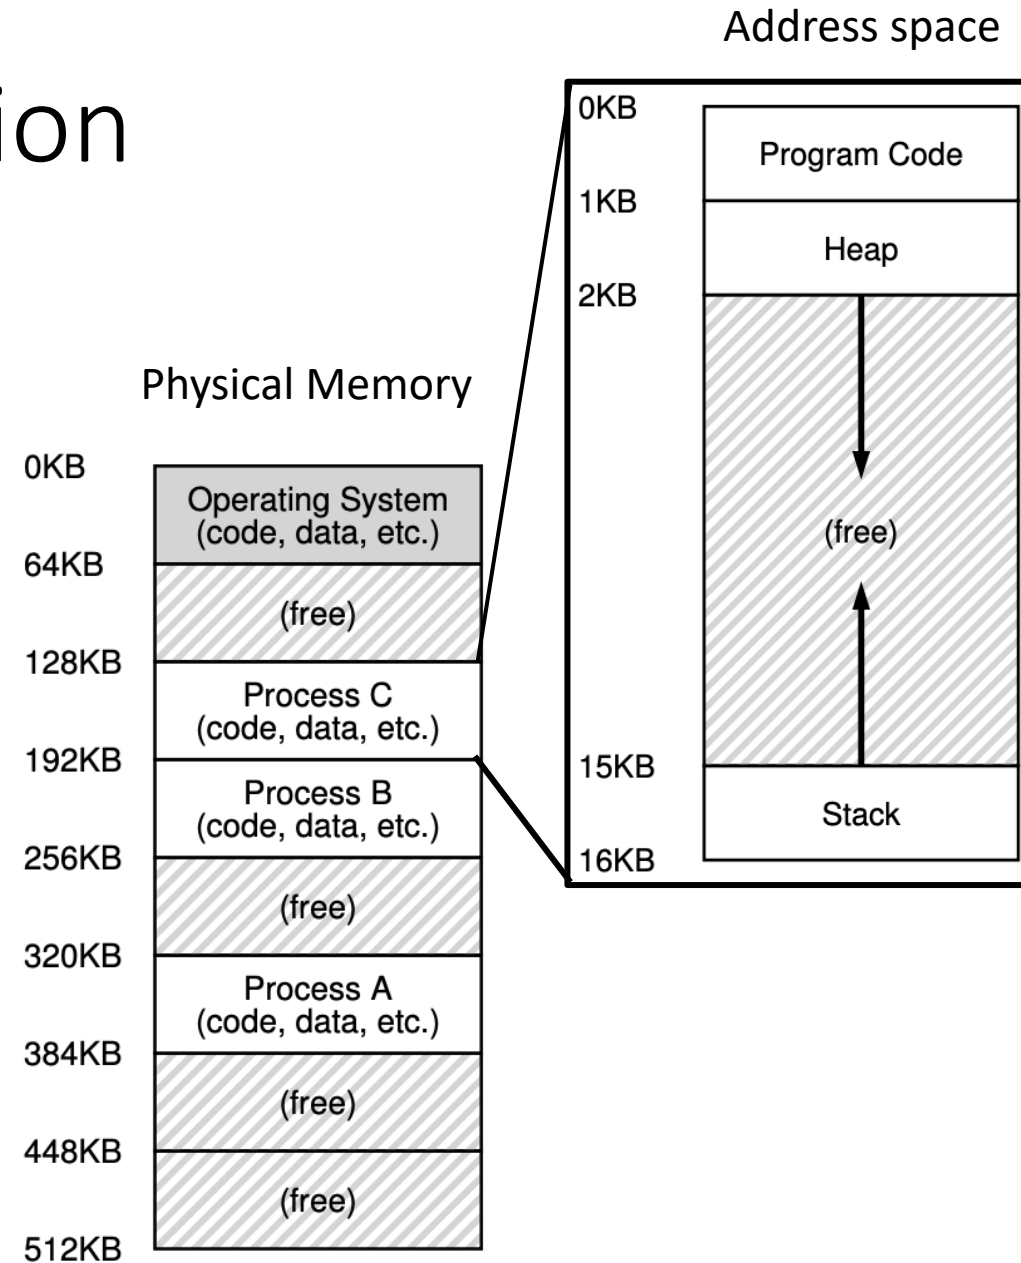 ion
Address space
0KB
Program Code
1KB
Heap
2KB
(free)
15KB
Stack
16KB
Physical Memory
0KB
Operating System
(code, data, etc.)
64KB
(free)
128KB
Process C
(code, data, etc.)
192KB
Process B
(code, data, etc.)
256KB
(free)
320KB
Process A
(code, data, etc.)
384KB
(free)
448KB
(free)
512KB